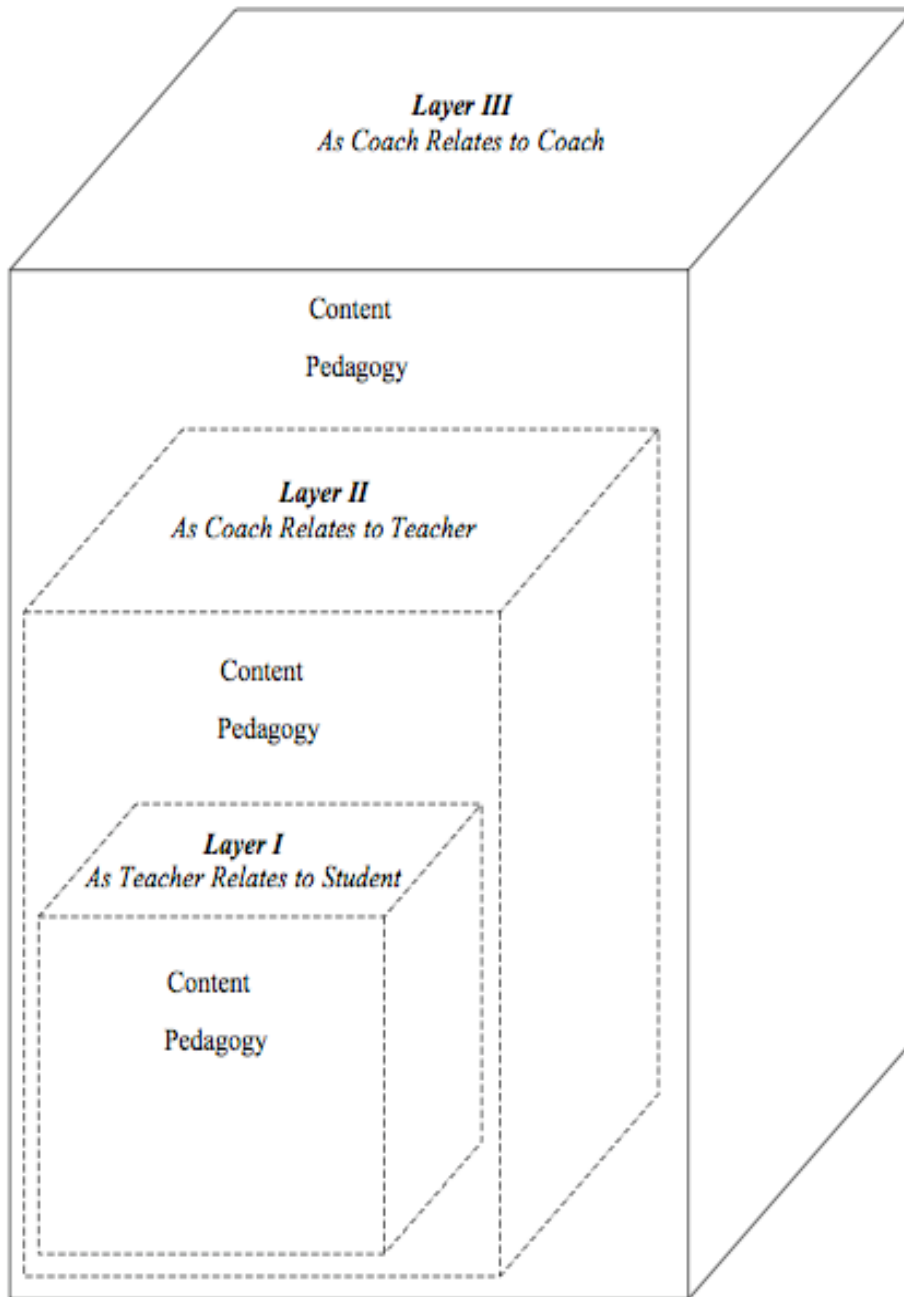 Layer III
As Coach Relates to Coach
Content
Pedagogy
Layer II
As Coach Relates to Teacher
Content
Pedagogy
Layer I
As Teacher Relates to Student
Content
Pedagogy